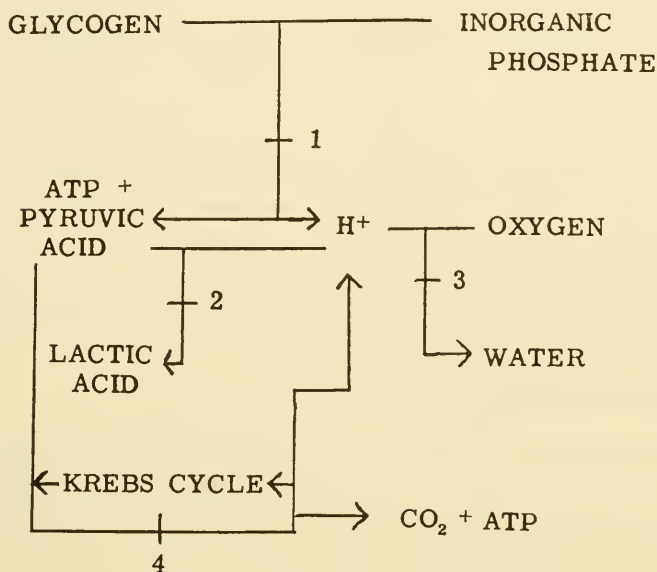 GLYCOGEN
INORGANIC
PHOSPHATE
1
ATP +
PYRUVIC
ACID
H+
OXYGEN
2
3
LACTIC
ACID
WATER
KREBS CYCLE
CO₂ + ATP
4